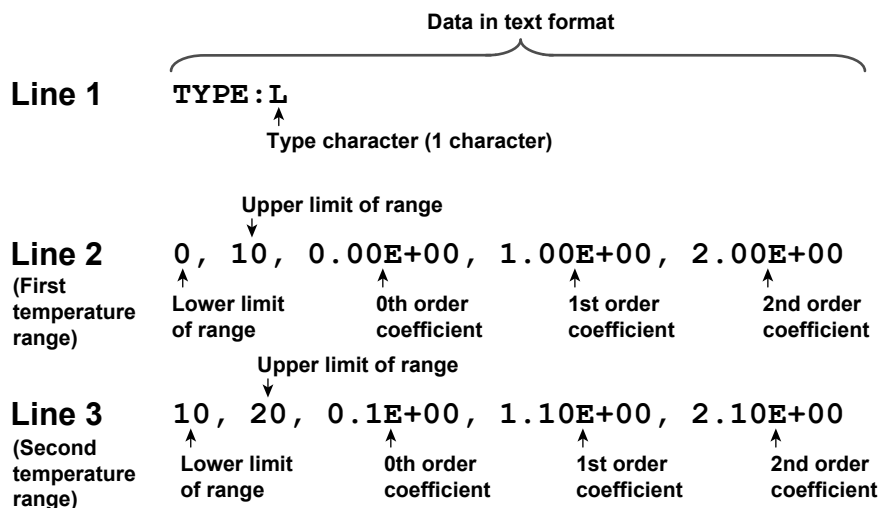 Data in text format
Line 1 TYPE:L
Type character (1 character)
Upper limit of range
Line 2 0, 10, 0.00E+00, 1.00E+00, 2.00E+00
(First temperature range)
Lower limit of range
0th order coefficient
1st order coefficient
2nd order coefficient
Upper limit of range
Line 3 10, 20, 0.1E+00, 1.10E+00, 2.10E+00
(Second temperature range)
Lower limit of range
0th order coefficient
1st order coefficient
2nd order coefficient